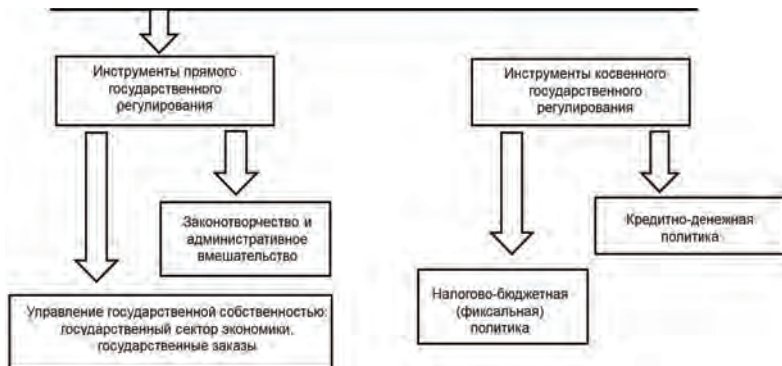 Инструменты прямого
государственного
регулирования
Инструменты косвенного
государственного
регулирования
Законотворчество и
административное
вмешательство
Кредитно-денежная
политика
Управление государственной собственностью:
государственный сектор экономики,
государственные заказы
Налогово-бюджетная
(фиксальная)
политика